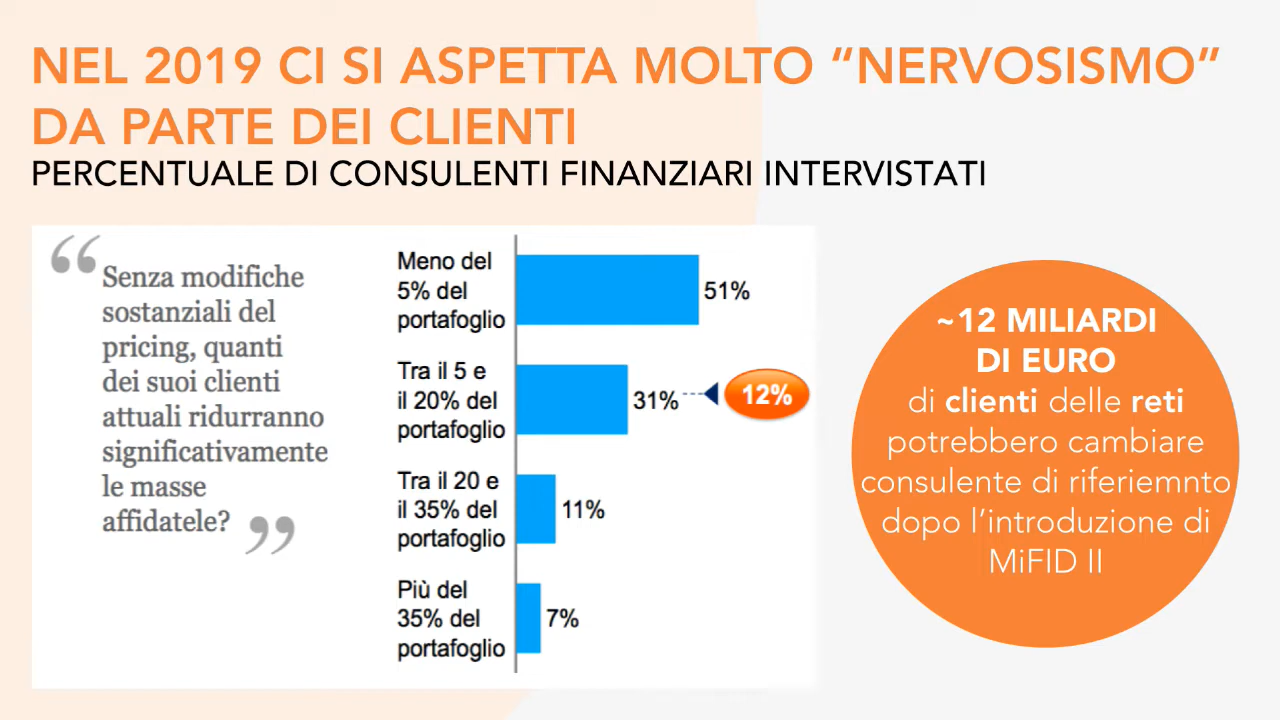 NEL 2019 CI SI ASPETTA MOLTO “NERVOSISMO”
DA PARTE DEI CLIENTI
PERCENTUALE DI CONSULENTI FINANZIARI INTERVISTATI
“
Senza modifiche
sostanziali del
pricing, quanti
dei suoi clienti
attuali ridurranno
significativamente
le masse
affidatele? ”
Meno del
5% del
portafoglio
51%
Tra il 5 e
il 20% del
portafoglio
31%
12%
Tra il 20 e
il 35% del
portafoglio
11%
Più del
35% del
portafoglio
7%
~12 MILIARDI
DI EURO
di clienti delle reti
potrebbero cambiare
consulente di riferiemnto
dopo l’introduzione di
MiFID II